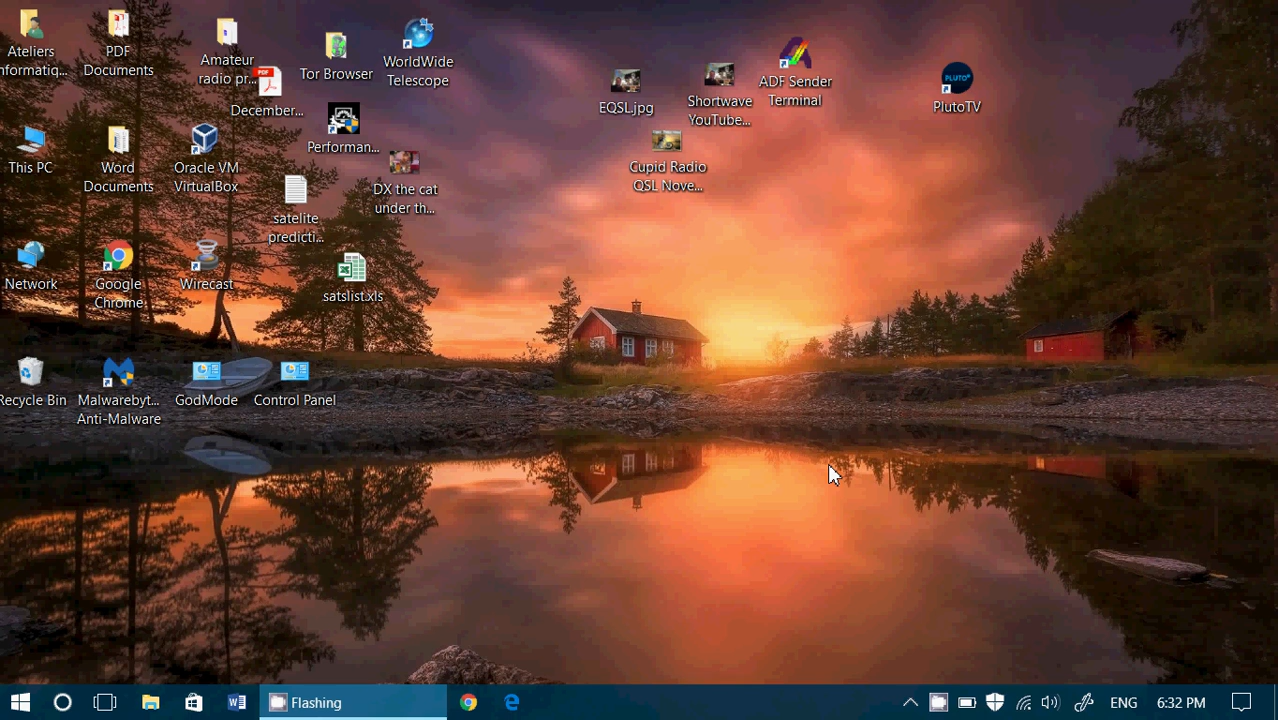 Ateliers
nformatiq...
PDF
Documents
Amateur
radio pr...
PDF
December...
Tor Browser
WorldWide
Telescope
EQSL.jpg
Shortwave
YouTube...
ADF Sender
Terminal
PLUTO
PlutoTV
Performan...
Cupid Radio
QSL Nove...
This PC
Word
Documents
Oracle VM
VirtualBox
DX the cat
under th...
satelite
predicti...
Network
Google
Chrome
Wirecast
satslist.xls
Recycle Bin
Malwarebyt...
Anti-Malware
GodMode
Control Panel
Flashing
ENG
6:32 PM